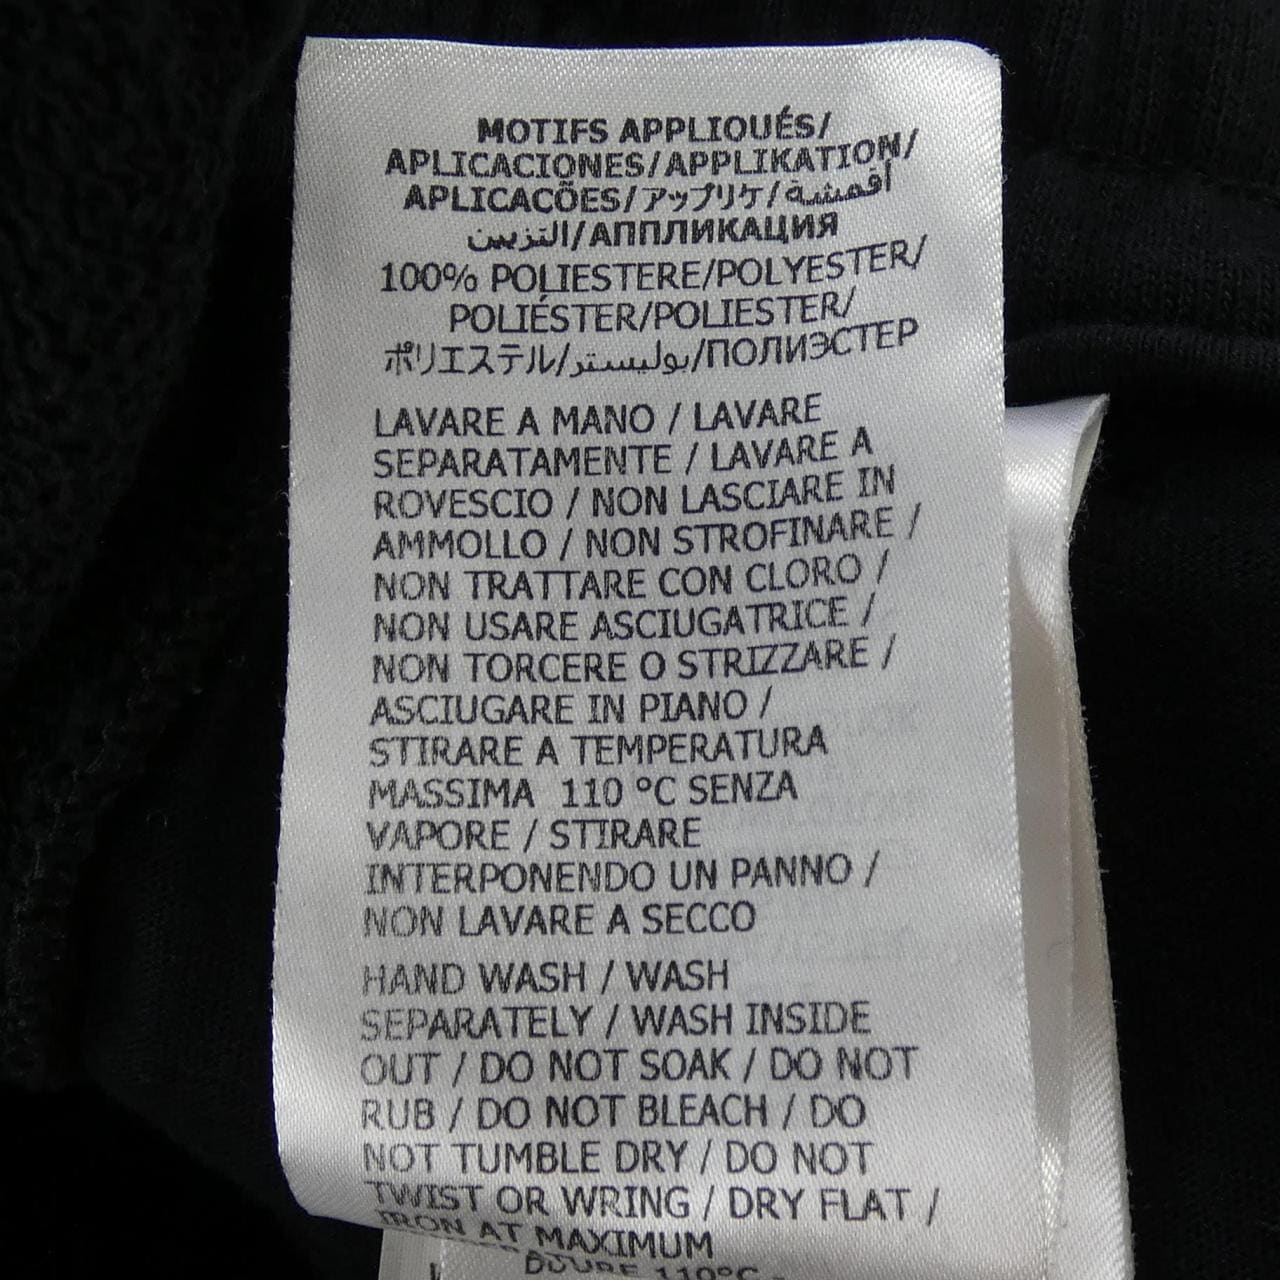 MOTIFS APPLIQUÉS/
APLICACIONES/APPLIKATION/
APLICACÕES/アップリケ/أقمشة
التزيين/АППЛИКАЦИЯ
100% POLIESTERE/POLYESTER/
POLIÉSTER/POLIESTER/
ポリエステル/بوليستر/ПОЛИЭСТЕР
LAVARE A MANO / LAVARE
SEPARATAMENTE / LAVARE A
ROVESCIO / NON LASCIARE IN
AMMOLLO / NON STROFINARE /
NON TRATTARE CON CLORO /
NON USARE ASCIUGATRICE /
NON TORCERE O STRIZZARE /
ASCIUGARE IN PIANO /
STIRARE A TEMPERATURA
MASSIMA 110 °C SENZA
VAPORE / STIRARE
INTERPONENDO UN PANNO /
NON LAVARE A SECCO
HAND WASH / WASH
SEPARATELY / WASH INSIDE
OUT / DO NOT SOAK / DO NOT
RUB / DO NOT BLEACH / DO
NOT TUMBLE DRY / DO NOT
TWIST OR WRING / DRY FLAT /
IRON AT MAXIMUM
110°C